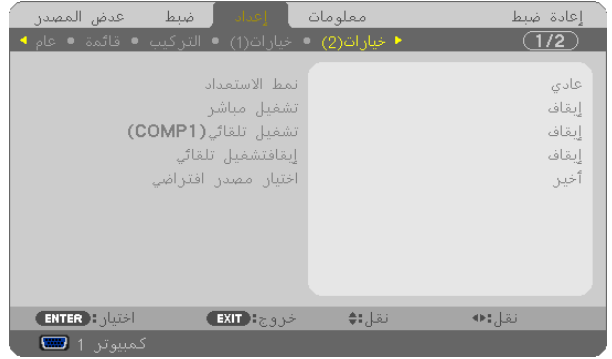 عدض المصدر ضبط إعداد معلومات إعادة ضبط
عام • قائمة • التركيب • خيارات(1) • خيارات(2) (1/2)
نمط الاستعداد عادي
تشغيل مباشر إيقاف
تشغيل تلقائي(COMP1) إيقاف
إيقافتشغيل تلقائي إيقاف
اختيار مصدر افتراضي أخير
ENTER: اختيار EXIT: خروج نقل: نقل:
كمبيوتر 1